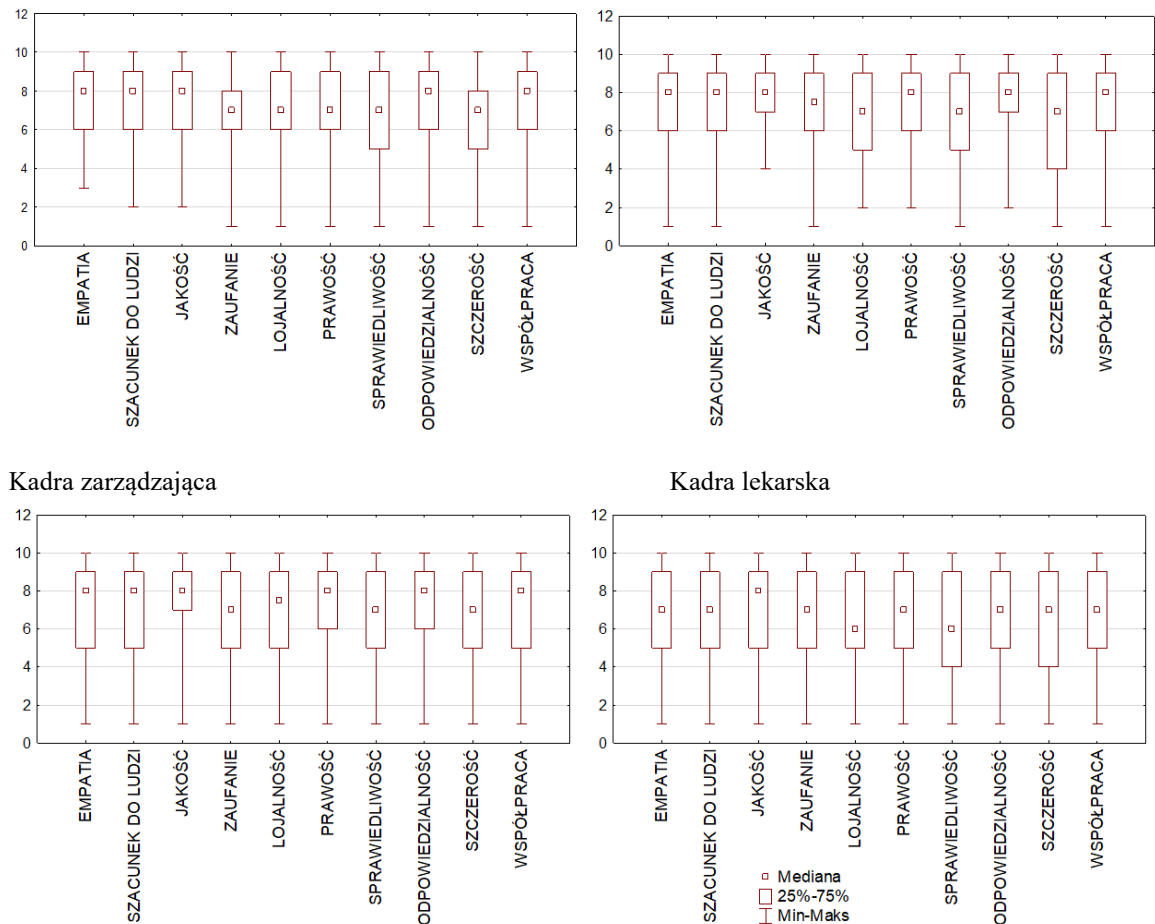 12
10
8
6
4
2
0
EMPATIA
SZACUNEK DO LUDZI
JAKOŚĆ
ZAUFANIE
LOJALNOŚĆ
PRAWOŚĆ
SPRAWIEDLIWOŚĆ
ODPOWIEDZIALNOŚĆ
SZCZEROŚĆ
WSPÓŁPRACA
12
10
8
6
4
2
0
EMPATIA
SZACUNEK DO LUDZI
JAKOŚĆ
ZAUFANIE
LOJALNOŚĆ
PRAWOŚĆ
SPRAWIEDLIWOŚĆ
ODPOWIEDZIALNOŚĆ
SZCZEROŚĆ
WSPÓŁPRACA
Kadra zarządzająca
Kadra lekarska
12
10
8
6
4
2
0
EMPATIA
SZACUNEK DO LUDZI
JAKOŚĆ
ZAUFANIE
LOJALNOŚĆ
PRAWOŚĆ
SPRAWIEDLIWOŚĆ
ODPOWIEDZIALNOŚĆ
SZCZEROŚĆ
WSPÓŁPRACA
12
10
8
6
4
2
0
EMPATIA
SZACUNEK DO LUDZI
JAKOŚĆ
ZAUFANIE
LOJALNOŚĆ
PRAWOŚĆ
SPRAWIEDLIWOŚĆ
ODPOWIEDZIALNOŚĆ
SZCZEROŚĆ
WSPÓŁPRACA
Mediana
25%-75%
Min-Maks